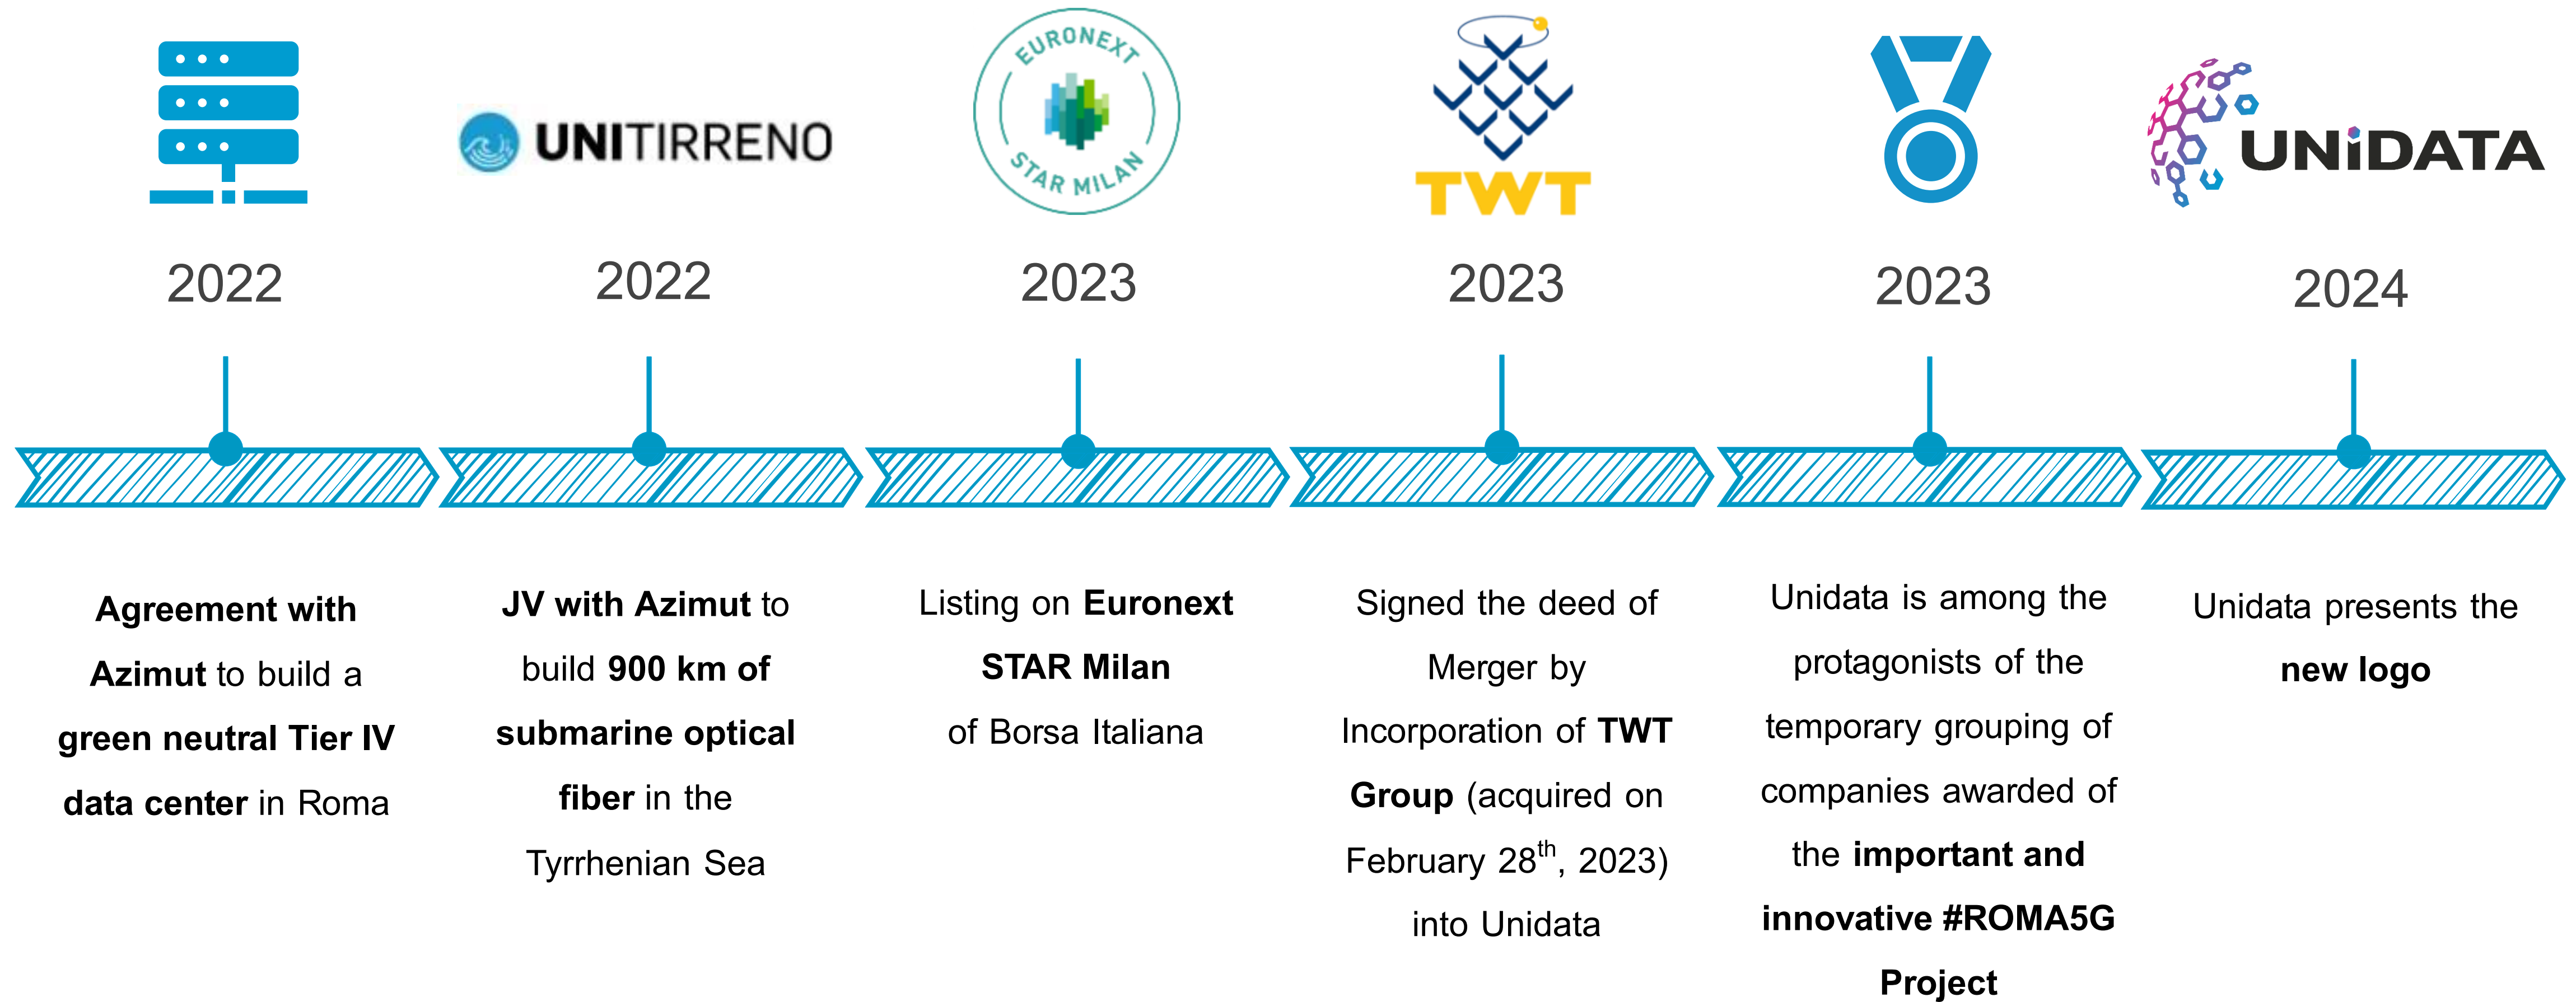 EURONEXT
STAR MILAN
UNITIRRENO
TWT
UNIDATA
2022
2022
2023
2023
2023
2024
Agreement with
Azimut to build a
green neutral Tier IV
data center in Roma
JV with Azimut to
build 900 km of
submarine optical
fiber in the
Tyrrhenian Sea
Listing on Euronext
STAR Milan
of Borsa Italiana
Signed the deed of
Merger by
Incorporation of TWT
Group (acquired on
February 28th, 2023)
into Unidata
Unidata is among the
protagonists of the
temporary grouping of
companies awarded of
the important and
innovative #ROMA5G
Project
Unidata presents the
new logo